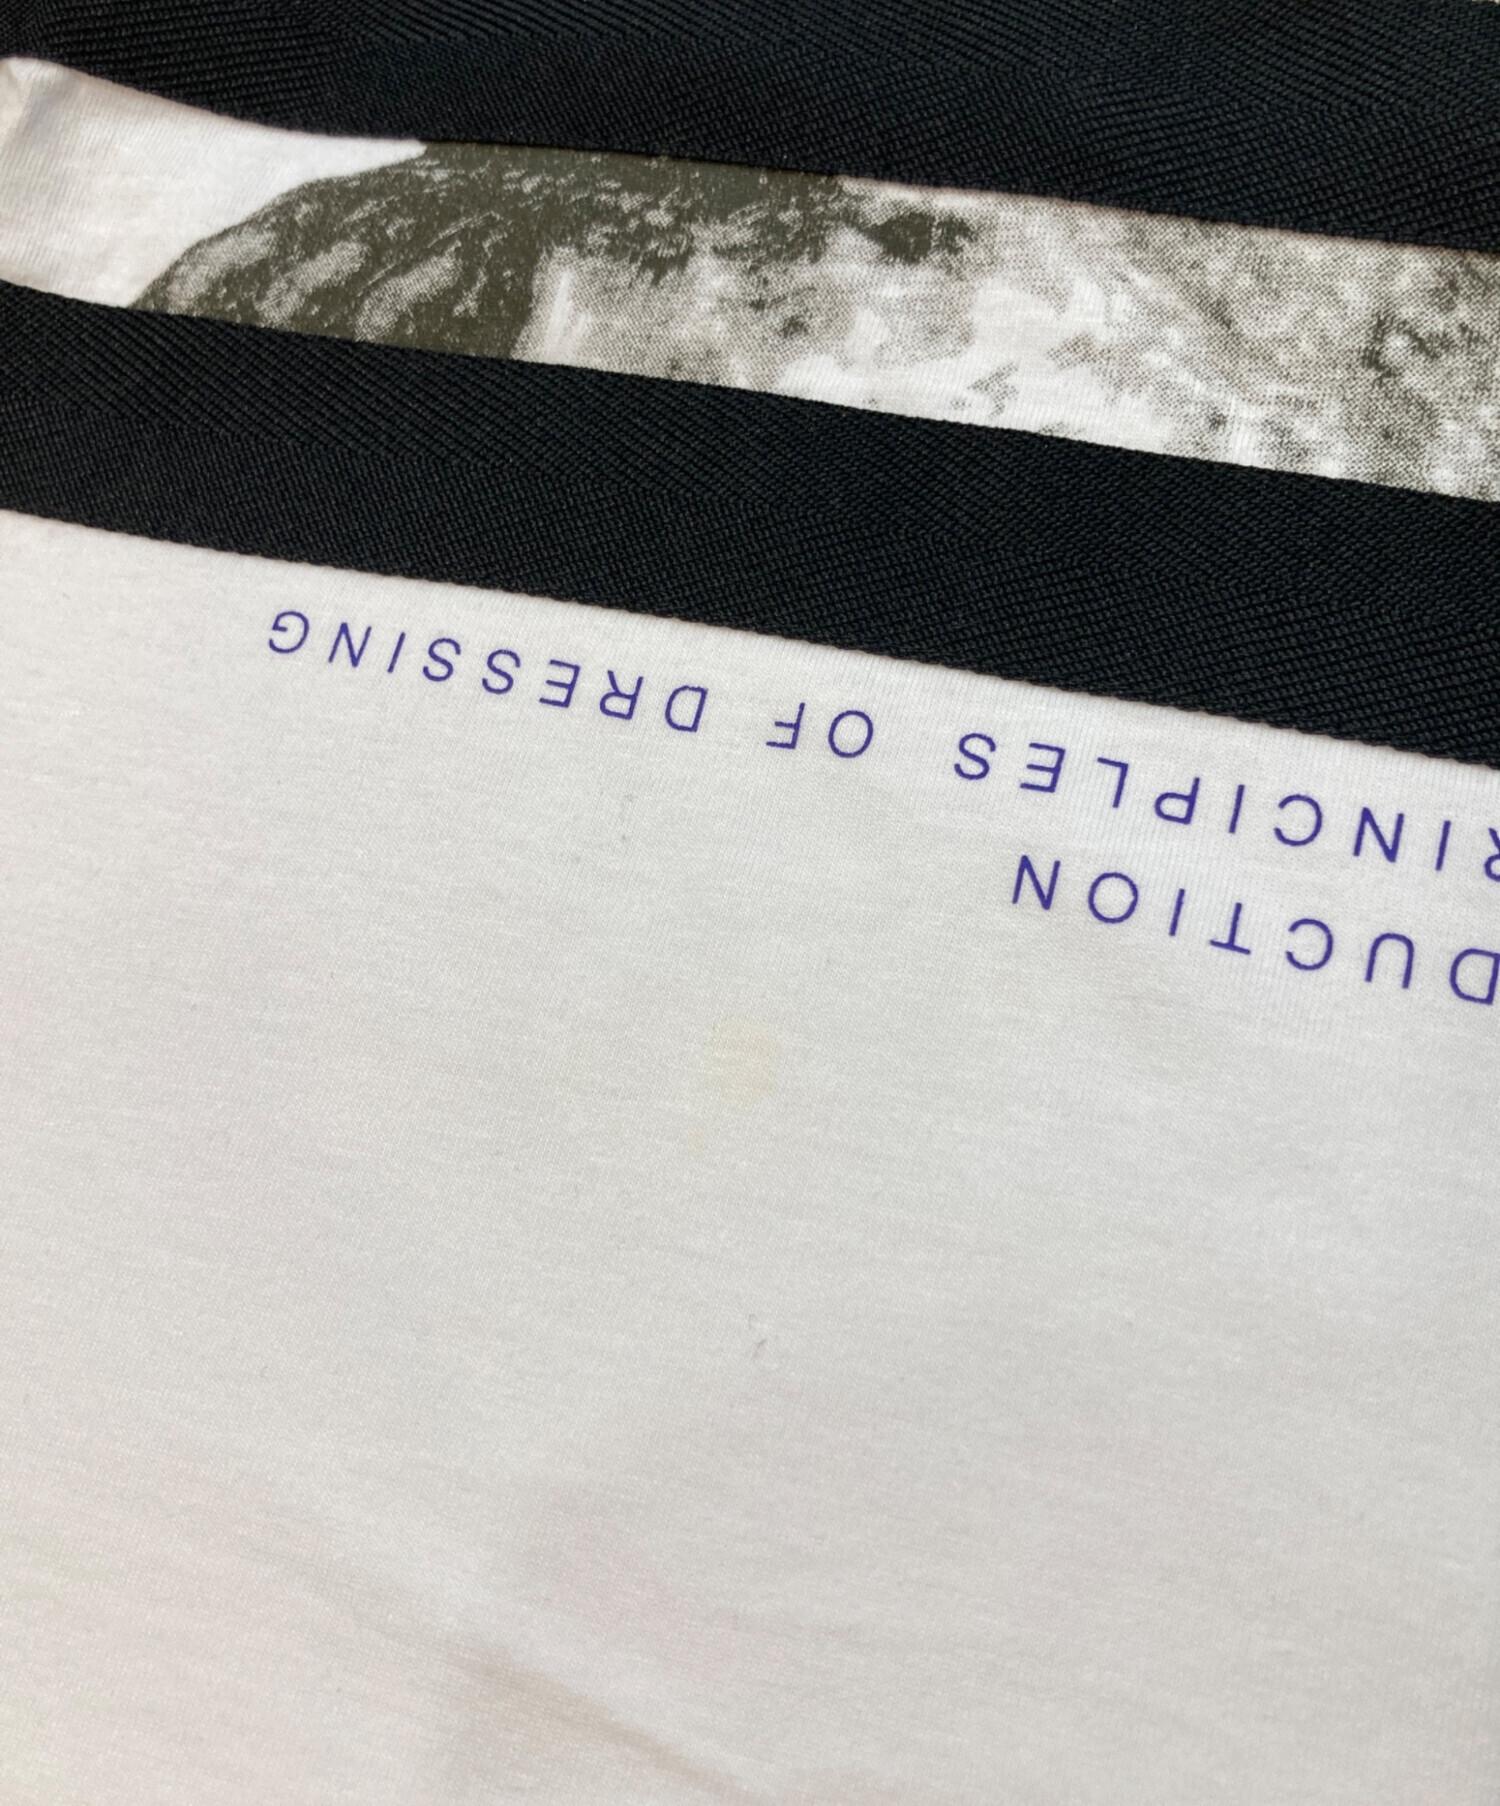 DUCTION
RINCIPLES OF DRESSING